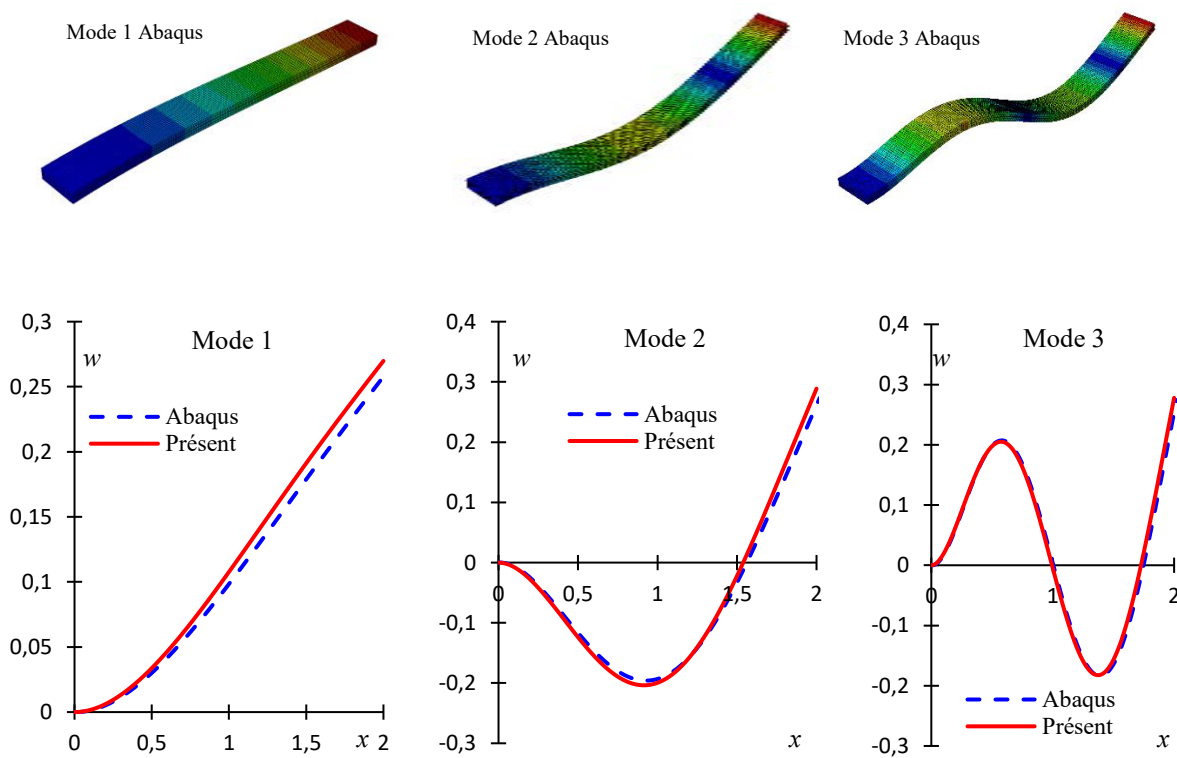 Mode 1 Abaqus
Mode 2 Abaqus
Mode 3 Abaqus
Mode 1
w
0,3
0,25
0,2
0,15
0,1
0,05
0
Abaqus
Présent
0
0,5
1
1,5
x
2
Mode 2
w
0,4
0,3
0,2
0,1
0
-0,1
-0,2
-0,3
Abaqus
Présent
0
0,5
1
1,5
2
x
Mode 3
w
0,4
0,3
0,2
0,1
0
-0,1
-0,2
-0,3
0
1
2
Abaqus
Présent
x